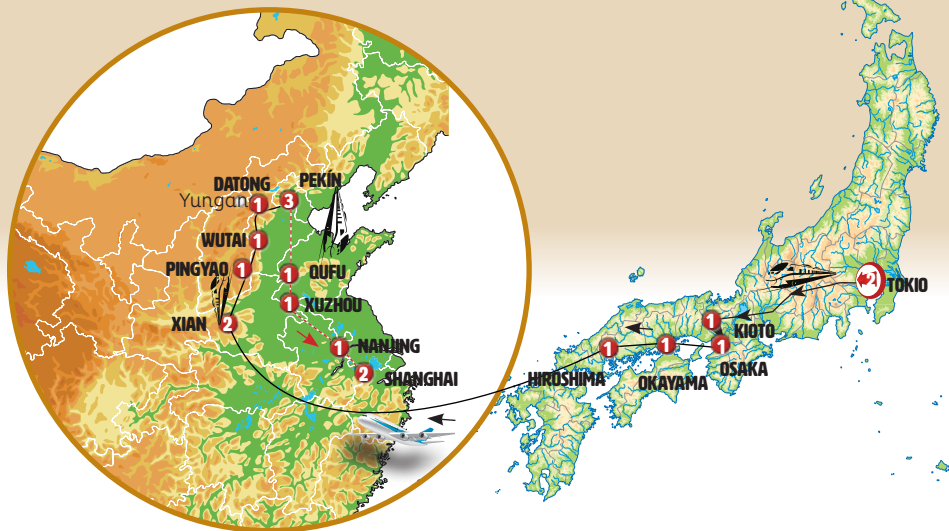 DATONG
1
Yungan
PEKÍN
3
WUTAI
1
PINGYAO
1
QUFU
1
XUZHOU
1
XIAN
2
NANJING
1
SHANGHAI
2
TOKIO
2
KIOTO
1
OSAKA
1
OKAYAMA
1
HIROSHIMA
1